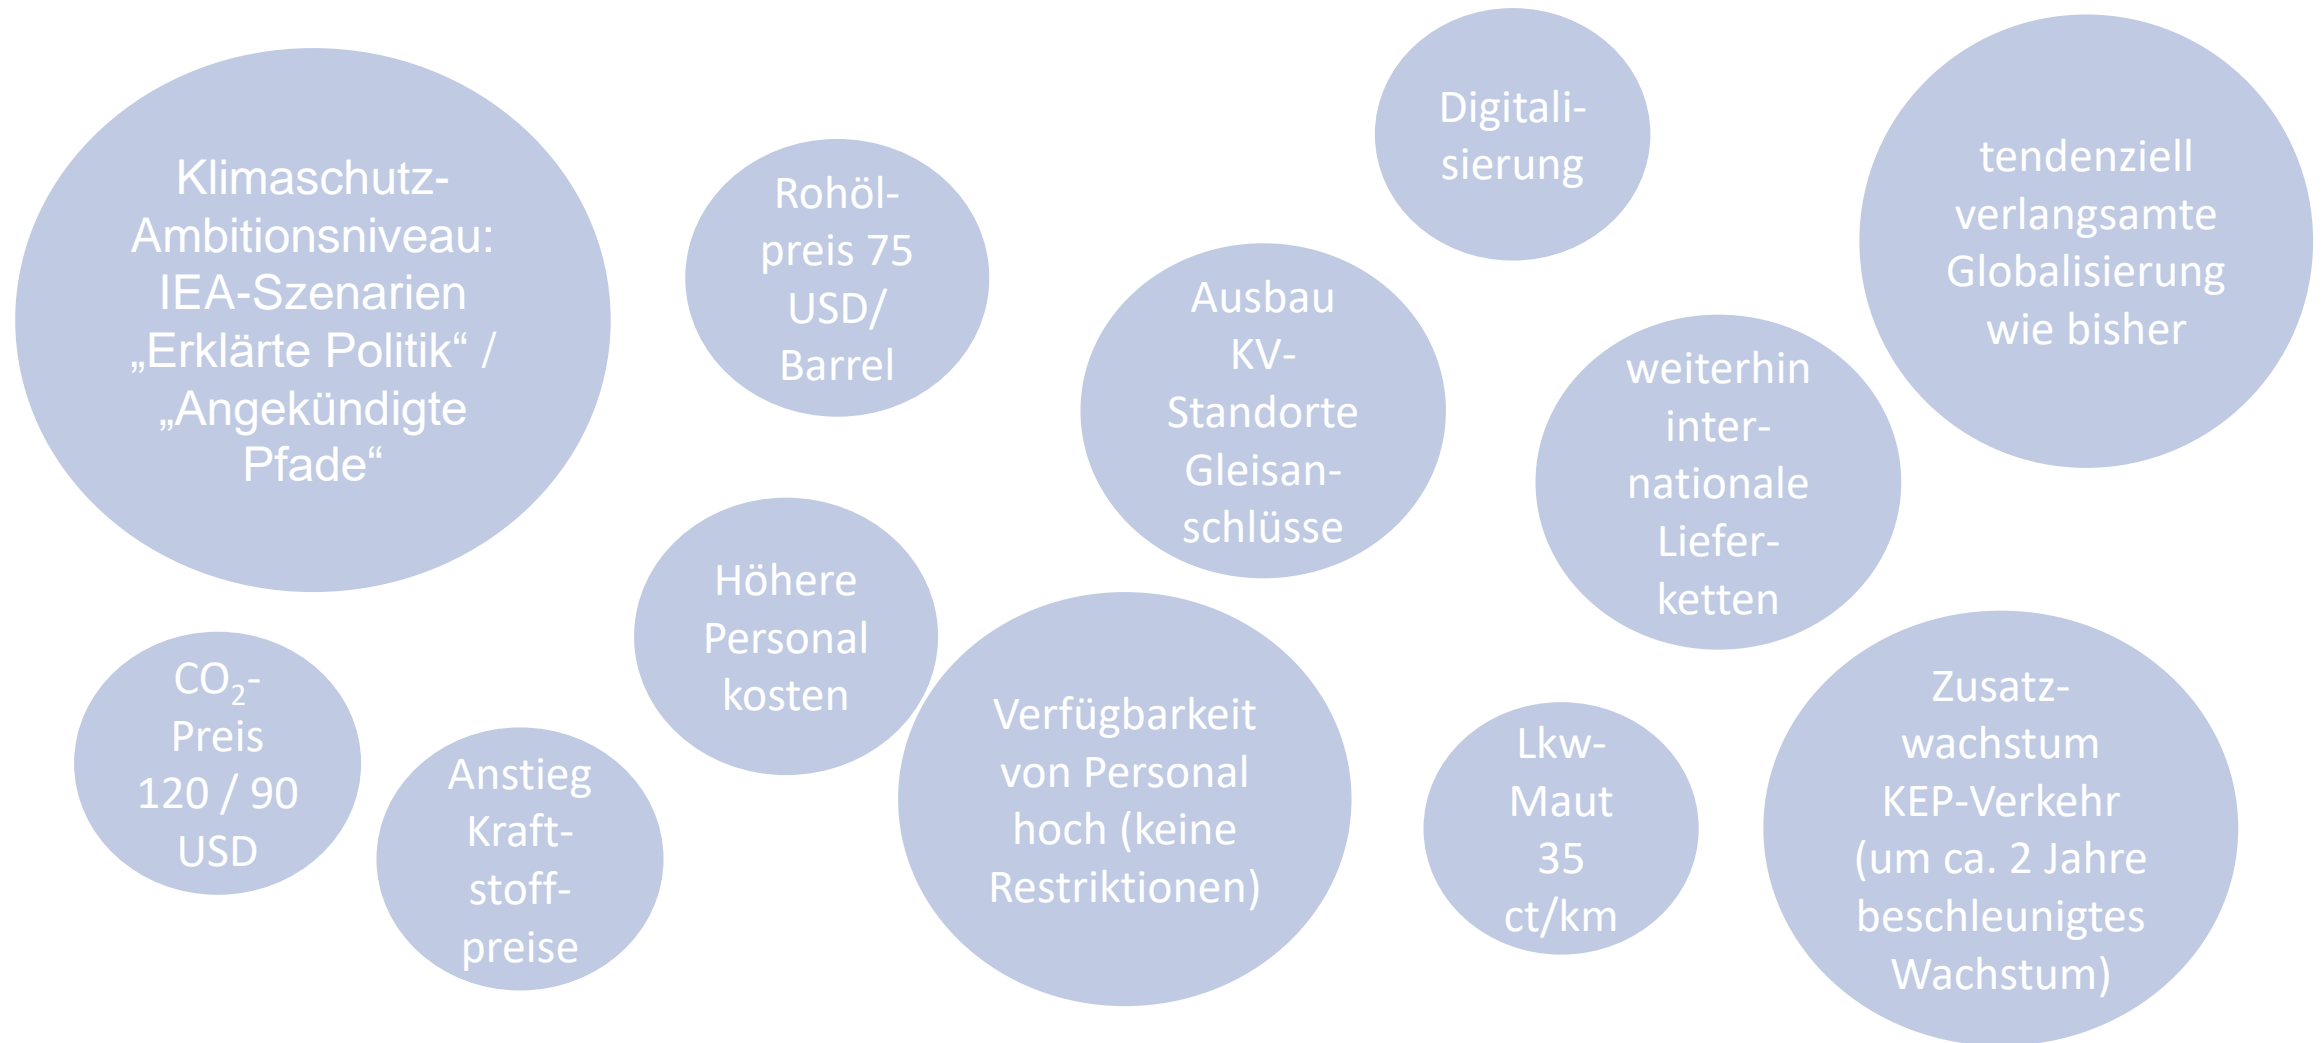 Klimaschutz-
Ambitionsniveau:
IEA-Szenarien
„Erklärte Politik“ /
„Angekündigte
Pfade“
Rohöl-
preis 75
USD/
Barrel
Digitali-
sierung
tendenziell
verlangsamte
Globalisierung
wie bisher
Ausbau
KV-
Standorte
Gleisan-
schlüsse
weiterhin
inter-
nationale
Liefer-
ketten
Höhere
Personal
kosten
CO₂-
Preis
120 / 90
USD
Anstieg
Kraft-
stoff-
preise
Verfügbarkeit
von Personal
hoch (keine
Restriktionen)
Lkw-
Maut
35
ct/km
Zusatz-
wachstum
KEP-Verkehr
(um ca. 2 Jahre
beschleunigtes
Wachstum)